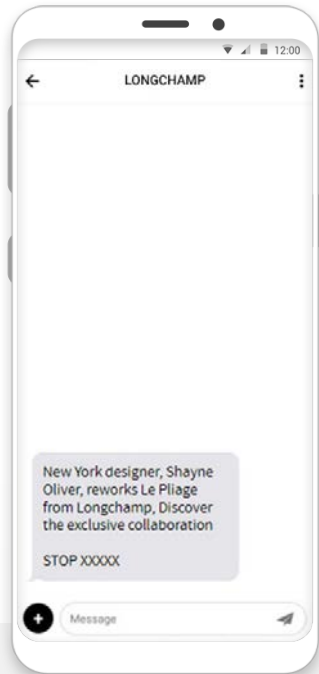 12:00
LONGCHAMP
New York designer, Shayne
Oliver, reworks Le Pliage
from Longchamp, Discover
the exclusive collaboration
STOP XXXXX
Message